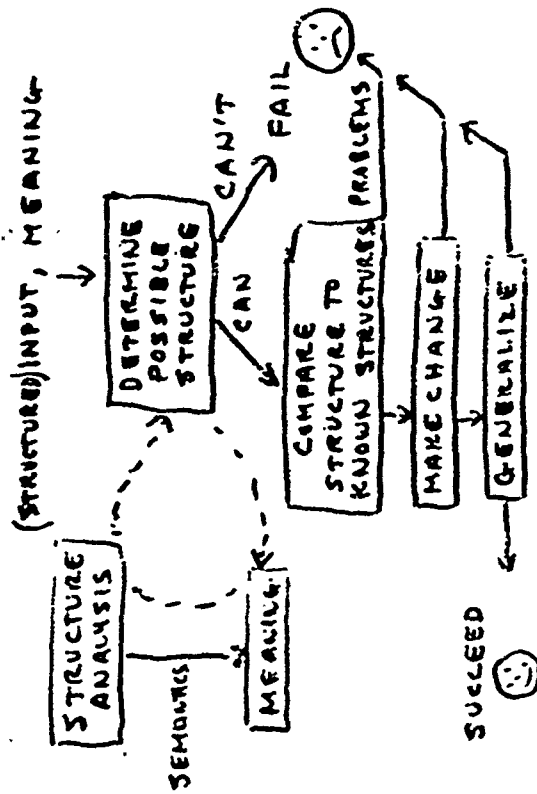 (STRUCTURED) INPUT, MEANING
STRUCTURE
ANALYSIS
SEMANTICS
MEANING
DETERMINE
POSSIBLE
STRUCTURE
CAN
CAN'T
FAIL
COMPARE
STRUCTURE TO
KNOWN STRUCTURES
PRABLEMS
MAKE CHANGE
GENERALIZE
SUCCEED